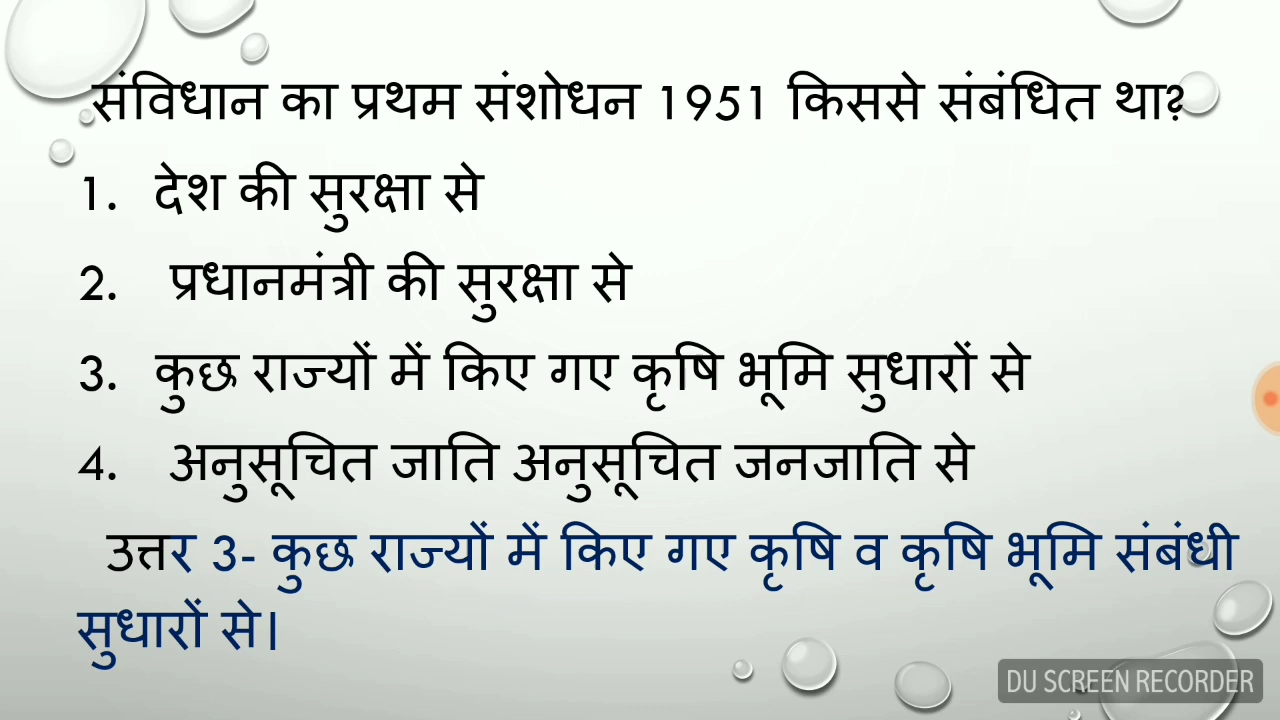 संविधान का प्रथम संशोधन 1951 किससे संबंधित था?
1. देश की सुरक्षा से
2. प्रधानमंत्री की सुरक्षा से
3. कुछ राज्यों में किए गए कृषि भूमि सुधारों से
4. अनुसूचित जाति अनुसूचित जनजाति से
उत्तर 3- कुछ राज्यों में किए गए कृषि व कृषि भूमि संबंधी
सुधारों से।
DU SCREEN RECORDER